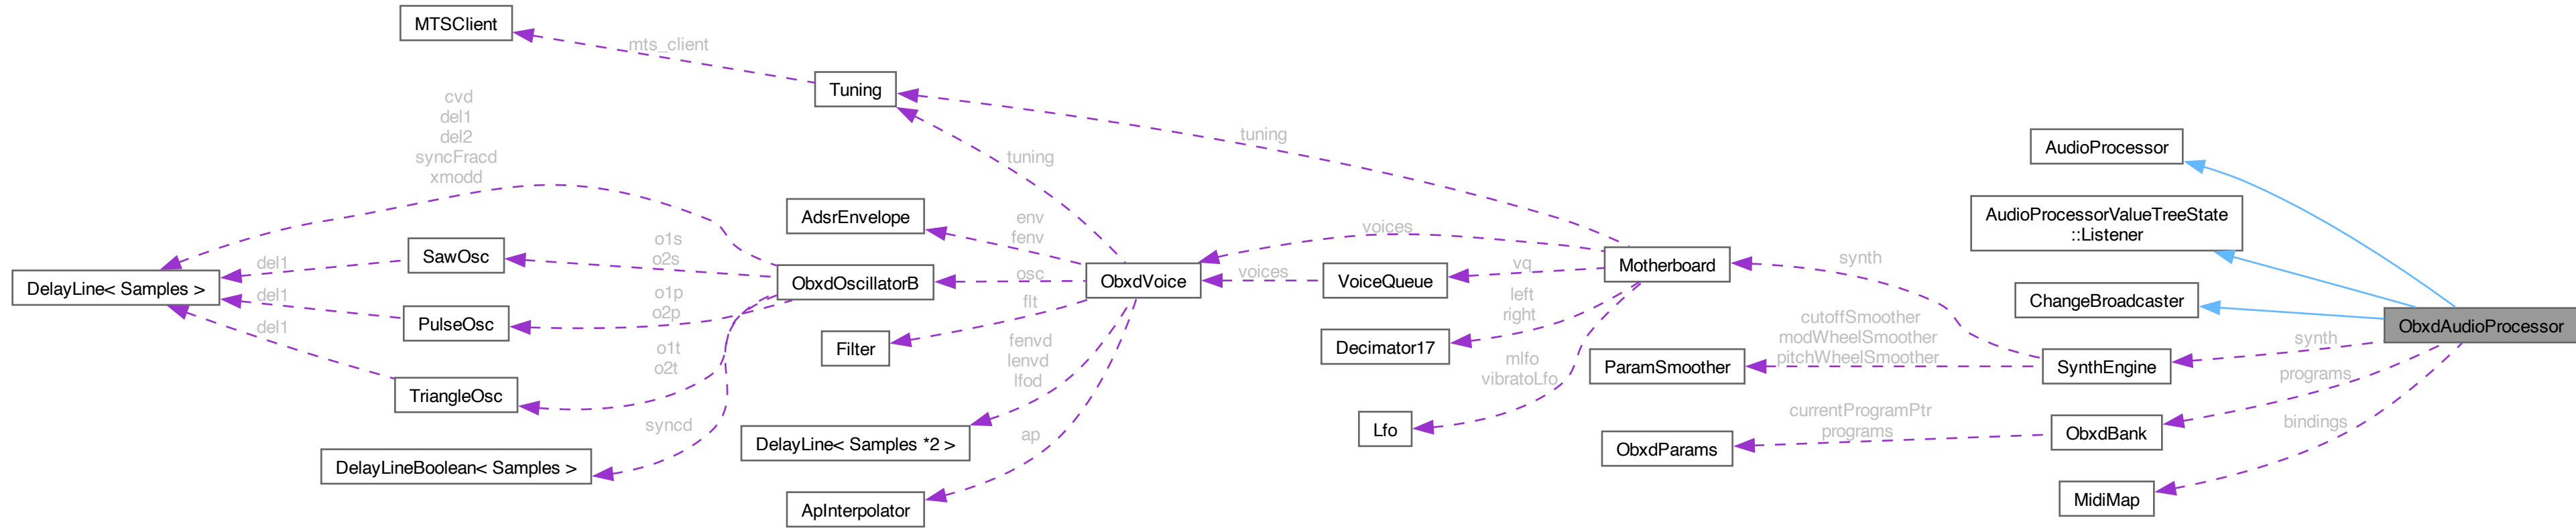 MTSClient
mts_client
Tuning
cvd
del1
del2
syncFracd
xmodd
tuning
tuning
AudioProcessor
AdsrEnvelope
env
fenv
voices
AudioProcessorValueTreeState
::Listener
SawOsc
o1s
o2s
del1
DelayLine< Samples >
ObxdOscillatorB
osc
ObxdVoice
voices
VoiceQueue
vq
Motherboard
synth
del1
PulseOsc
o1p
o2p
flt
Filter
left
right
Decimator17
ChangeBroadcaster
ObxdAudioProcessor
del1
o1t
o2t
TriangleOsc
fenvd
lenvd
lfod
mlfo
vibratoLfo
cutoffSmoother
modWheelSmoother
pitchWheelSmoother
ParamSmoother
SynthEngine
synth
programs
syncd
DelayLine< Samples *2 >
Lfo
currentProgramPtr
programs
ObxdParams
ObxdBank
bindings
DelayLineBoolean< Samples >
ap
ApInterpolator
MidiMap